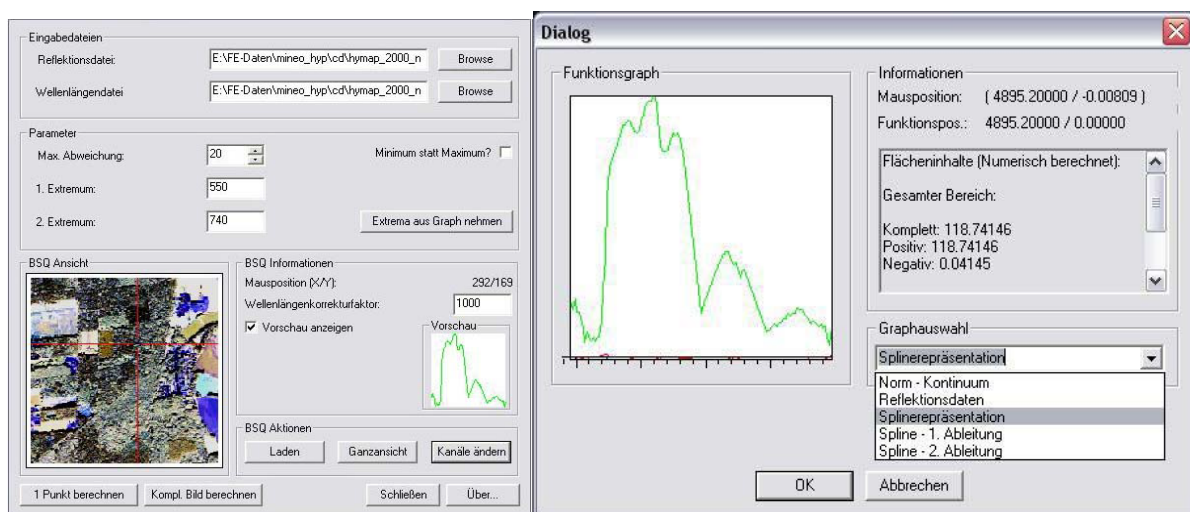 Eingabedateien
Reflektionsdatei:
E:\FE-Daten\mineo_hyp\cd\hymap_2000_n
Browse
Wellenlängendatei
E:\FE-Daten\mineo_hyp\cd\hymap_2000_n
Browse
Parameter
Max. Abweichung:
20
Minimum statt Maximum?
1. Extremum:
550
2. Extremum:
740
Extrema aus Graph nehmen
BSQ Ansicht
BSQ Informationen
Mausposition (X/Y):
292/169
Wellenlängenkorrekturfaktor:
1000
Vorschau anzeigen
Vorschau
BSQ Aktionen
Laden
Ganzansicht
Kanäle ändern
1 Punkt berechnen
Kompl. Bild berechnen
Schließen
Über...
Dialog
Funktionsgraph
Informationen
Mausposition: ( 4895.20000 / -0.00809 )
Funktionspos.: 4895.20000 / 0.00000
Flächeninhalte (Numerisch berechnet):
Gesamter Bereich:
Komplett: 118.74146
Positiv: 118.74146
Negativ: 0.04145
Graphauswahl
Splinerepräsentation
Norm - Kontinuum
Reflektionsdaten
Splinerepräsentation
Spline - 1. Ableitung
Spline - 2. Ableitung
OK
Abbrechen